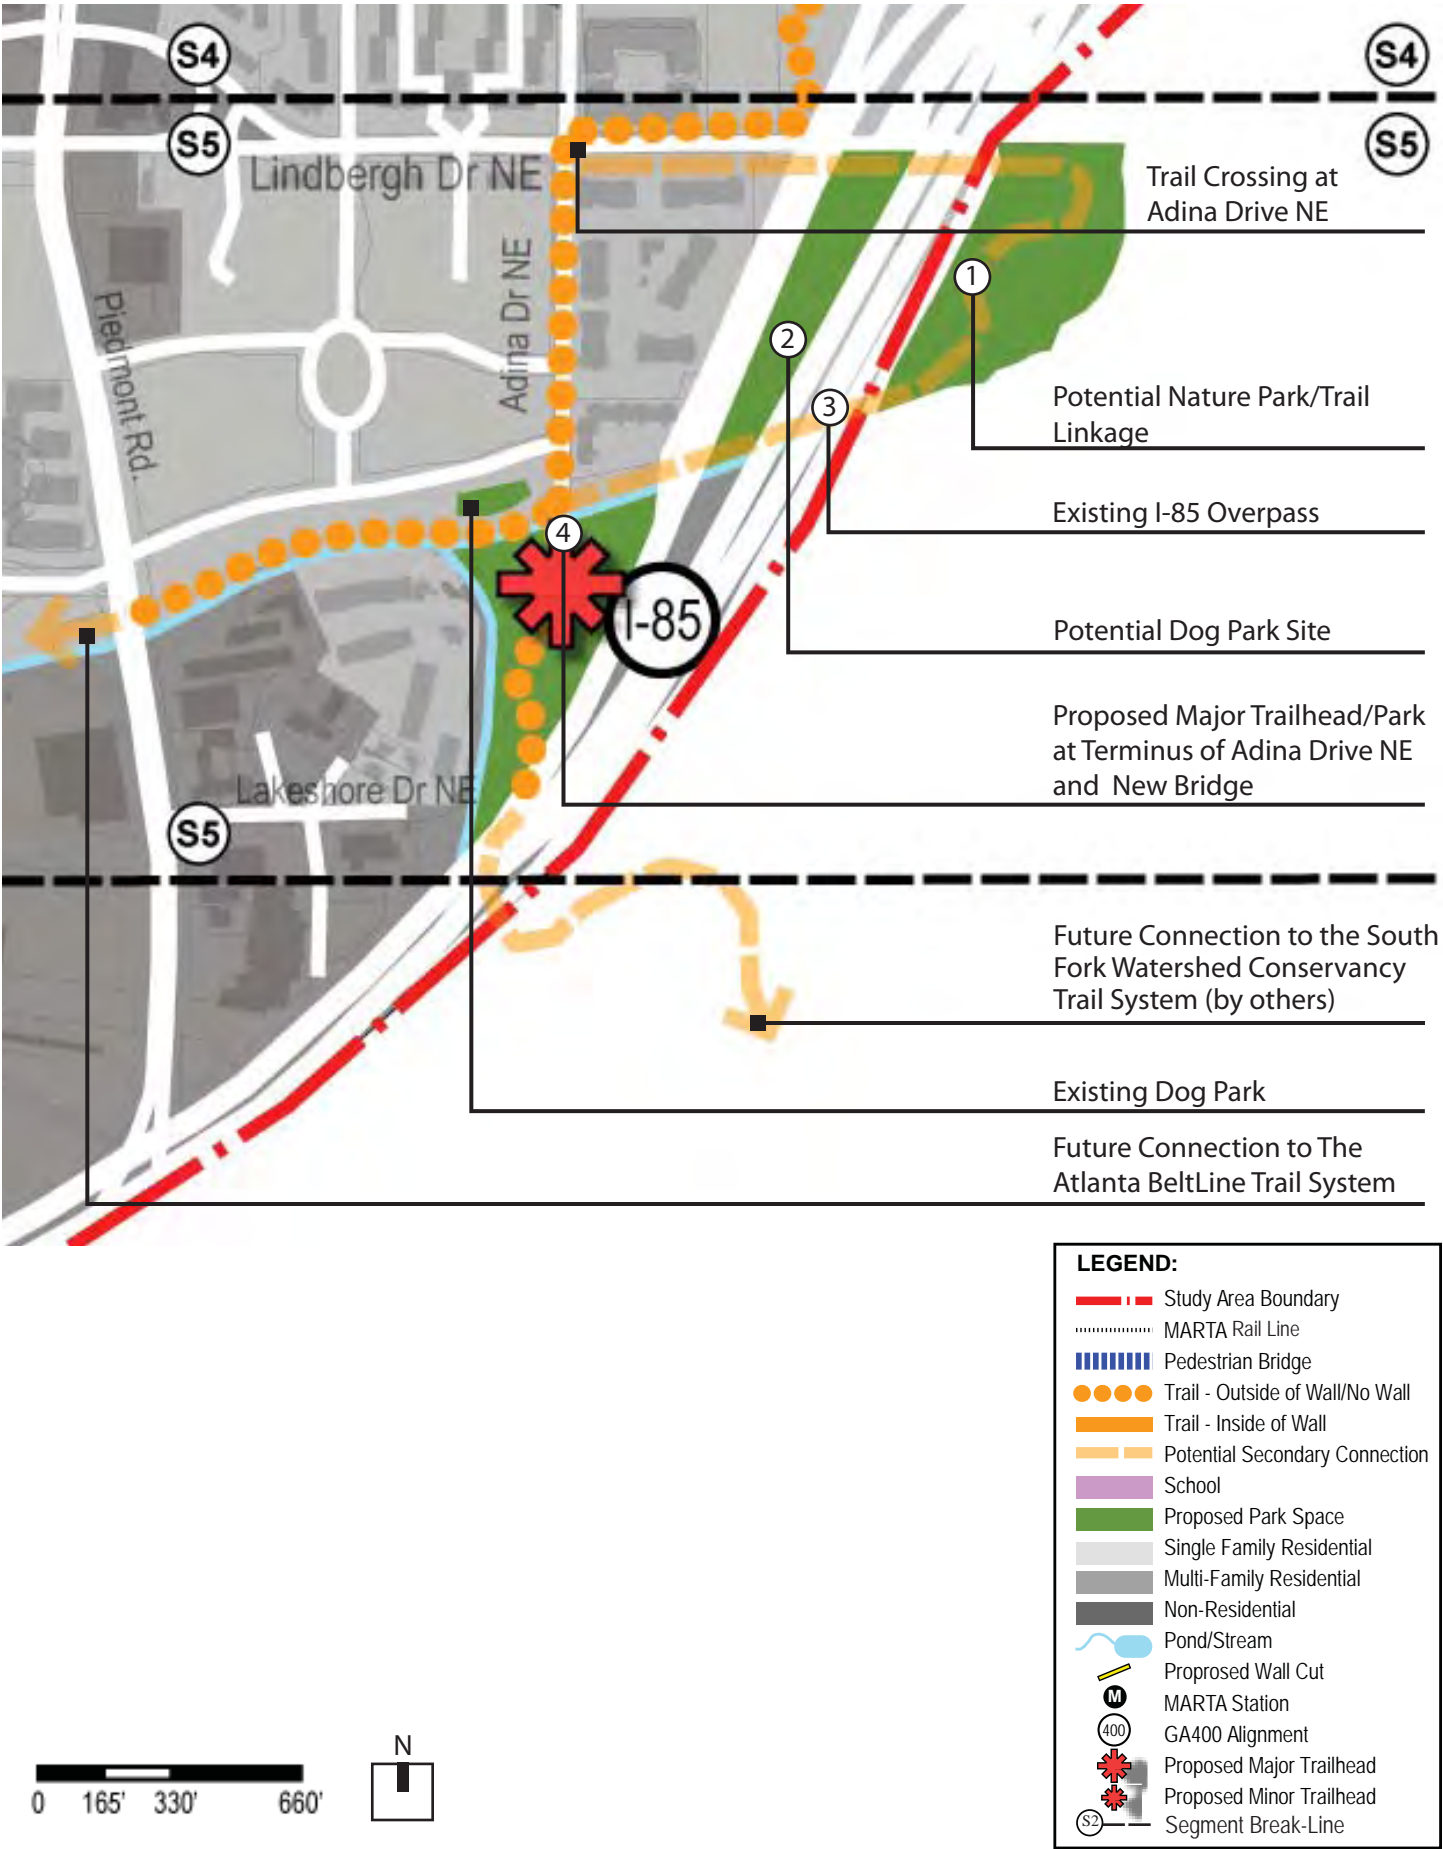 S4
S4
S5
S5
Lindbergh Dr NE
Trail Crossing at
Adina Drive NE
Adina Dr NE
Piedmont Rd.
1
2
3
Potential Nature Park/Trail
Linkage
Existing I-85 Overpass
4
I-85
Potential Dog Park Site
Proposed Major Trailhead/Park
at Terminus of Adina Drive NE
and New Bridge
Lakeshore Dr NE
S5
Future Connection to the South
Fork Watershed Conservancy
Trail System (by others)
Existing Dog Park
Future Connection to The
Atlanta BeltLine Trail System
LEGEND:
Study Area Boundary
MARTA Rail Line
Pedestrian Bridge
Trail - Outside of Wall/No Wall
Trail - Inside of Wall
Potential Secondary Connection
School
Proposed Park Space
Single Family Residential
Multi-Family Residential
Non-Residential
Pond/Stream
Proprosed Wall Cut
M MARTA Station
400 GA400 Alignment
Proposed Major Trailhead
Proposed Minor Trailhead
S2 Segment Break-Line
N
0 165' 330' 660'